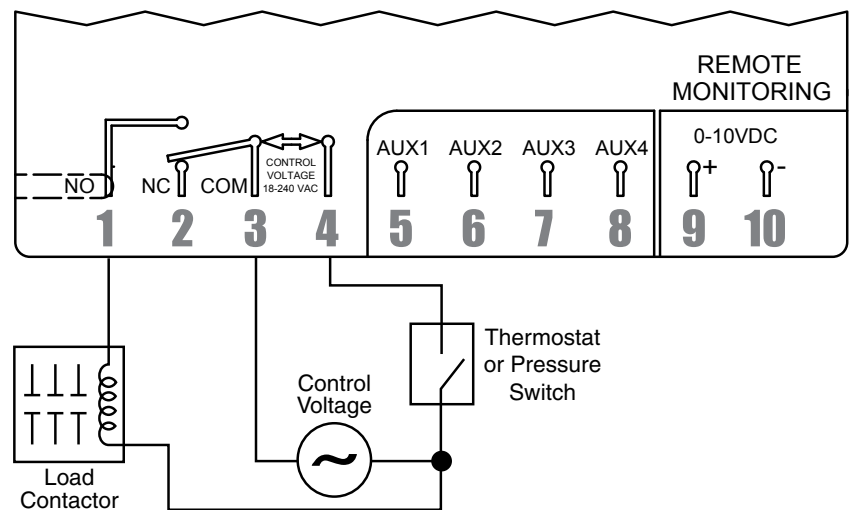 REMOTE
MONITORING
0-10VDC
AUX1 AUX2 AUX3 AUX4
+ -
NO NC COM
CONTROL
VOLTAGE
18-240 VAC
1 2 3 4 5 6 7 8 9 10
Thermostat
or Pressure
Switch
Control
Voltage
Load
Contactor